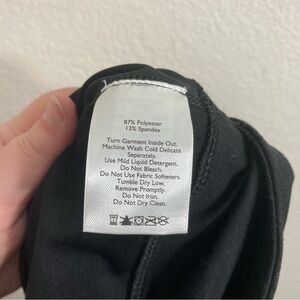 87% Polyester
13% Spandex
Turn Garment Inside Out.
Machine Wash Cold Delicate
Separately.
Use Mild Liquid Detergent.
Do Not Bleach.
Do Not Use Fabric Softeners.
Tumble Dry Low.
Remove Promptly.
Do Not Iron.
Do Not Dry Clean.